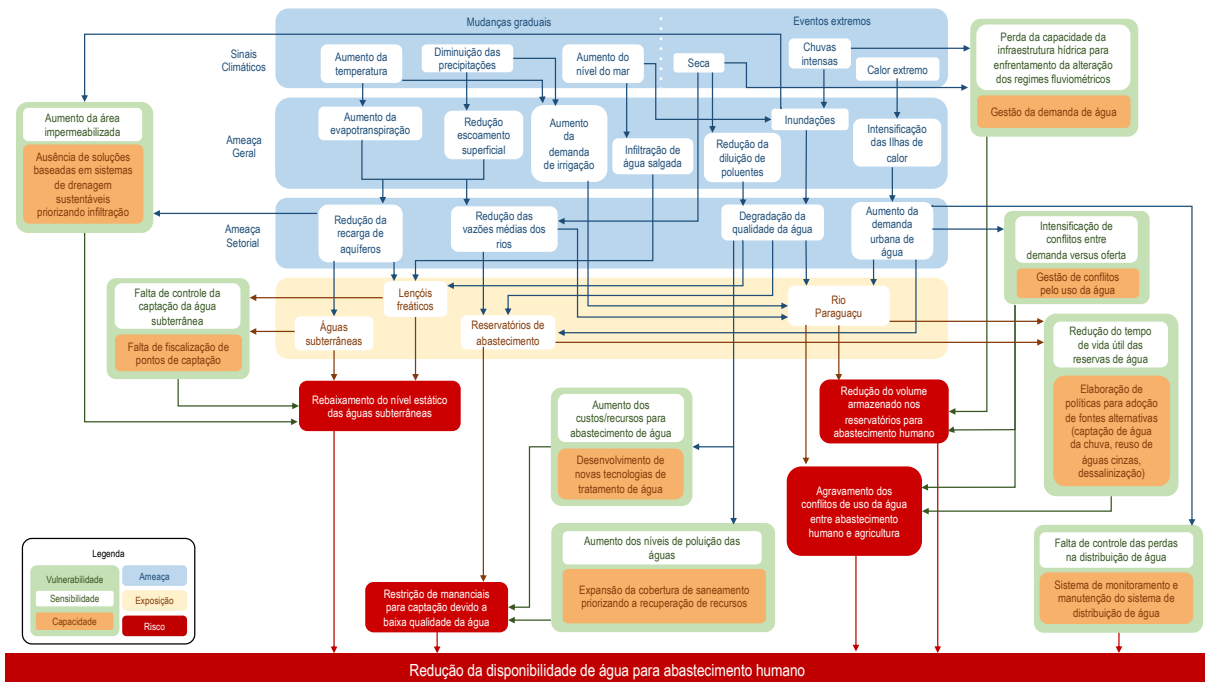 Mudanças graduais
Eventos extremos
Sinais
Climáticos
Aumento da
temperatura
Diminuição das
precipitações
Aumento do
nível do mar
Seca
Chuvas
intensas
Calor extremo
Perda da capacidade da
infraestrutura hídrica para
enfrentamento da alteração
dos regimes fluviométricos
Gestão da demanda de água
Aumento da área
impermeabilizada
Ausência de soluções
baseadas em sistemas
de drenagem
sustentáveis
priorizando infiltração
Ameaça
Geral
Aumento da
evapotranspiração
Redução
escoamento
superficial
Aumento
da
demanda
de irrigação
Infiltração de
água salgada
Redução da
diluição de
poluentes
Inundações
Intensificação
das Ilhas de
calor
Ameaça
Setorial
Redução da
recarga de
aquíferos
Redução das
vazões médias dos
rios
Degradação da
qualidade da água
Aumento da
demanda
urbana de
água
Intensificação de
conflitos entre
demanda versus oferta
Gestão de conflitos
pelo uso da água
Falta de controle da
captação da água
subterrânea
Falta de fiscalização de
pontos de captação
Lençóis
freáticos
Águas
subterrâneas
Reservatórios de
abastecimento
Rio
Paraguaçu
Redução do tempo
de vida útil das
reservas de água
Elaboração de
políticas para adoção
de fontes alternativas
(captação de água
da chuva, reuso de
águas cinzas,
dessalinização)
Rebaixamento do nível estático
das águas subterrâneas
Aumento dos
custos/recursos para
abastecimento de água
Desenvolvimento de
novas tecnologias de
tratamento de água
Redução do volume
armazenado nos
reservatórios para
abastecimento humano
Agravamento dos
conflitos de uso da água
entre abastecimento
humano e agricultura
Aumento dos níveis de poluição das
águas
Expansão da cobertura de saneamento
priorizando a recuperação de recursos
Falta de controle das perdas
na distribuição de água
Sistema de monitoramento e
manutenção do sistema de
distribuição de água
Restrição de mananciais
para captação devido a
baixa qualidade da água
Legenda
Vulnerabilidade
Sensibilidade
Capacidade
Ameaça
Exposição
Risco
Redução da disponibilidade de água para abastecimento humano